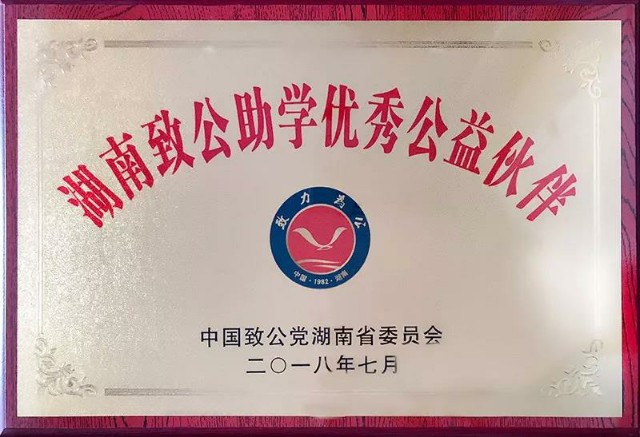 湖南致公助学优秀公益伙伴
致力为公
中国·1982·湖南
中国致公党湖南省委员会
二〇一八年七月